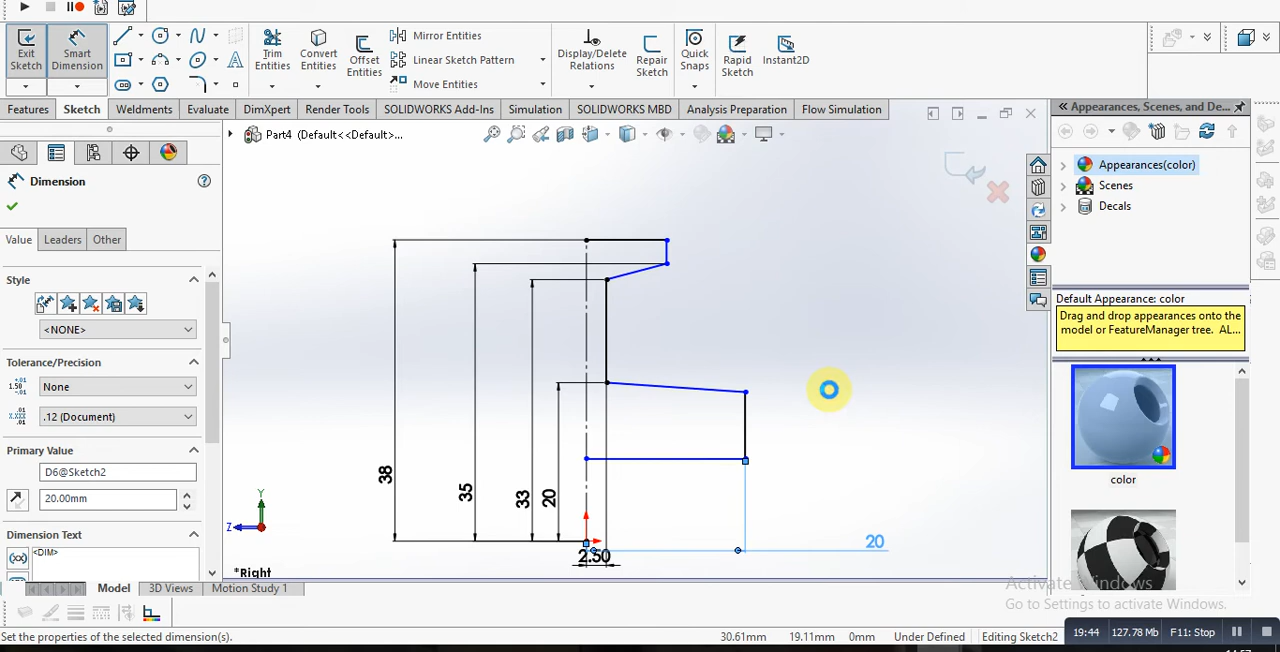 Exit Sketch
Smart Dimension
Trim Entities
Convert Entities
Offset Entities
Mirror Entities
Linear Sketch Pattern
Move Entities
Display/Delete Relations
Repair Sketch
Quick Snaps
Rapid Sketch
Instant2D
Features
Sketch
Weldments
Evaluate
DimXpert
Render Tools
SOLIDWORKS Add-Ins
Simulation
SOLIDWORKS MBD
Analysis Preparation
Flow Simulation
Appearances, Scenes, and De...
Part4 (Default<<Default>...
Dimension
Value
Leaders
Other
Style
<NONE>
Tolerance/Precision
None
.12 (Document)
Primary Value
D6@Sketch2
20.00mm
Dimension Text
<DIM>
38
35
33
20
2.50
20
Y
Z
*Right
Appearances(color)
Scenes
Decals
Default Appearance: color
Drag and drop appearances onto the
model or FeatureManager tree. AL...
color
Activate Windows
Go to Settings to activate Windows.
Model
3D Views
Motion Study 1
Set the properties of the selected dimension(s).
30.61mm
19.11mm
0mm
Under Defined
Editing Sketch2
19:44
127.78 Mb
F11: Stop